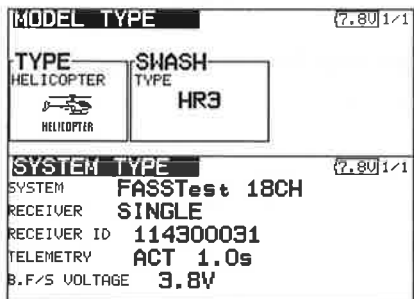 MODEL TYPE 7.8V 1/1
TYPE SWASH
HELICOPTER TYPE
HR3
HELICOPTER
SYSTEM TYPE 7.8V 1/1
SYSTEM FASSTest 18CH
RECEIVER SINGLE
RECEIVER ID 114300031
TELEMETRY ACT 1.0s
B.F/S VOLTAGE 3.8V